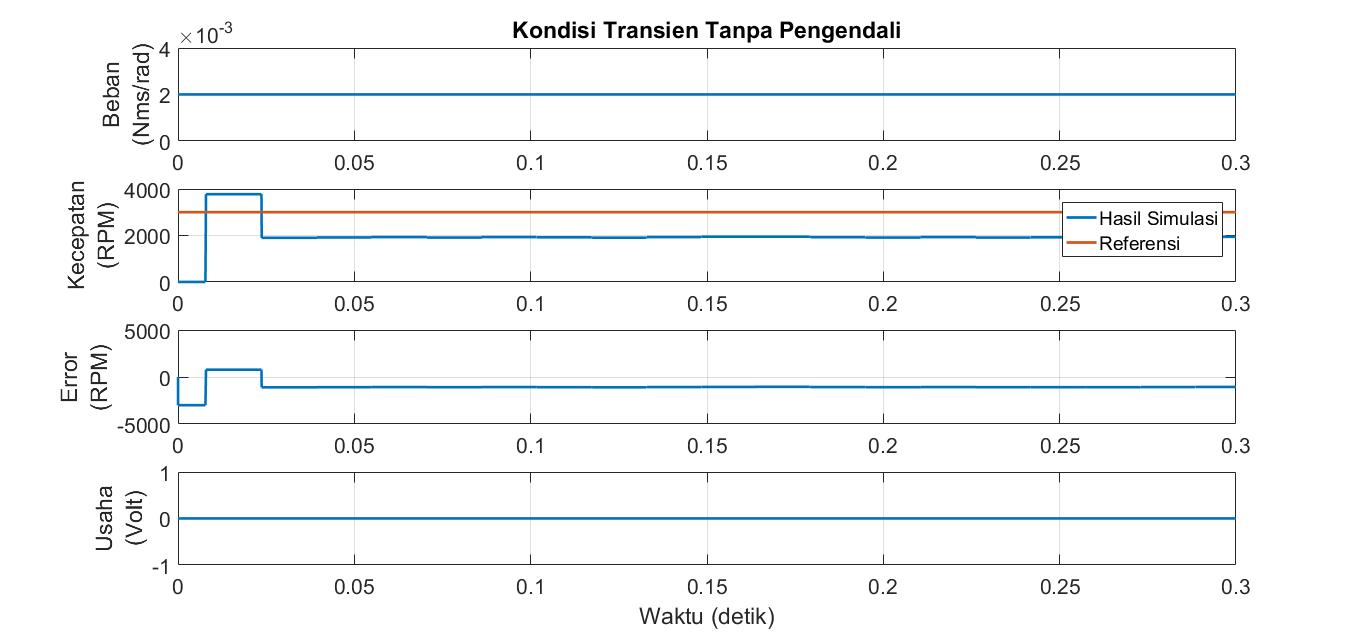 Kondisi Transien Tanpa Pengendali
×10-3
Beban
(Nms/rad)
4
2
0
0 0.05 0.1 0.15 0.2 0.25 0.3
Kecepatan
(RPM)
4000
2000
0
Hasil Simulasi
Referensi
0 0.05 0.1 0.15 0.2 0.25 0.3
Error
(RPM)
5000
0
-5000
0 0.05 0.1 0.15 0.2 0.25 0.3
Usaha
(Volt)
1
0
-1
0 0.05 0.1 0.15 0.2 0.25 0.3
Waktu (detik)